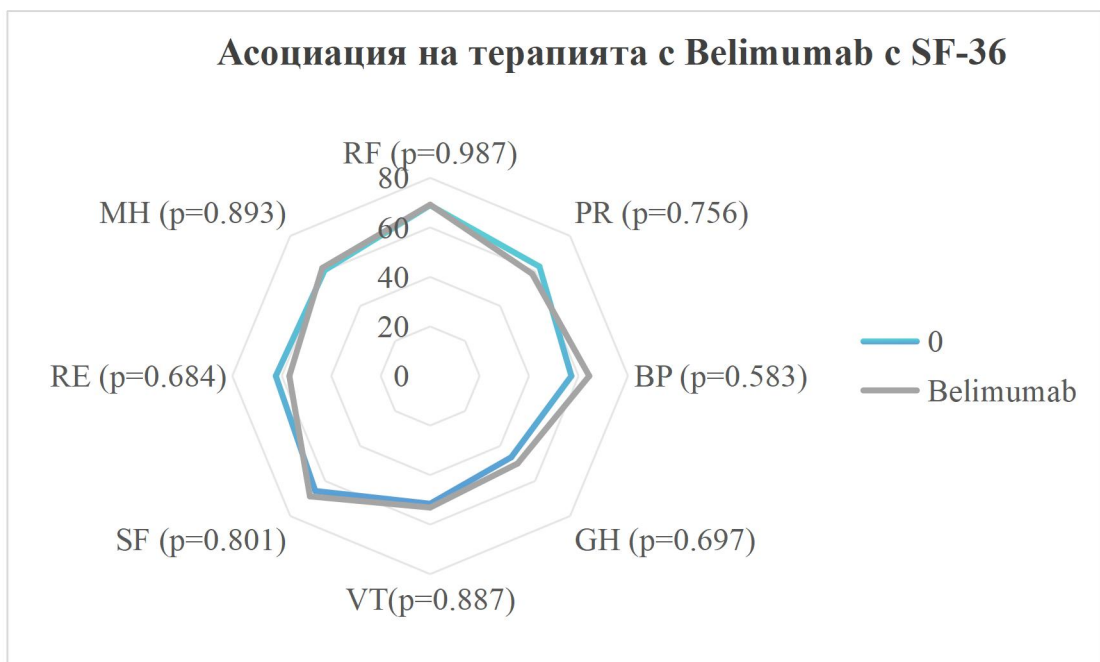 Асоциация на терапията с Belimumab с SF-36
RF (p=0.987)
80
MH (p=0.893)
PR (p=0.756)
60
40
20
0
RE (p=0.684)
BP (p=0.583)
0
Belimumab
SF (p=0.801)
GH (p=0.697)
VT(p=0.887)